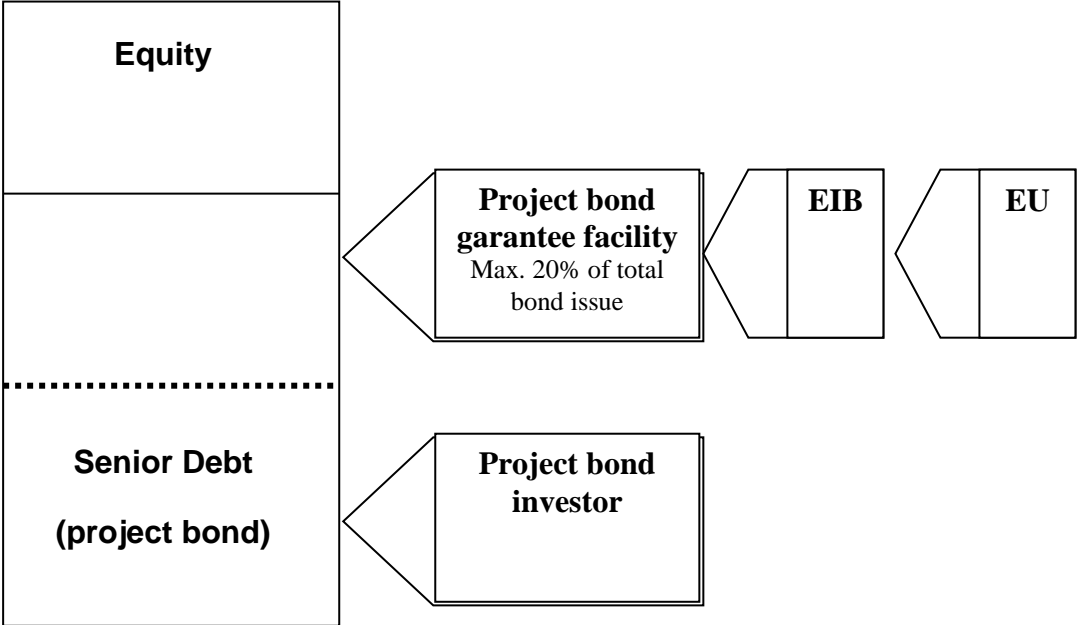 Equity
Project bond
garantee facility
Max. 20% of total
bond issue
EIB
EU
Senior Debt
(project bond)
Project bond
investor